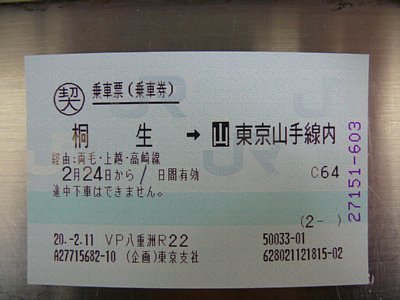 契 乗車票(乗車券)
桐生 → 山 東京山手線内
経由:両毛・上越・高崎線
2月24日から 1 日間有効 C64
途中下車はできません。
(2- )
20.-2.11 VP八重洲R22 50033-01
A27715682-10 (企画)東京支社 628021121815-02
27151-603